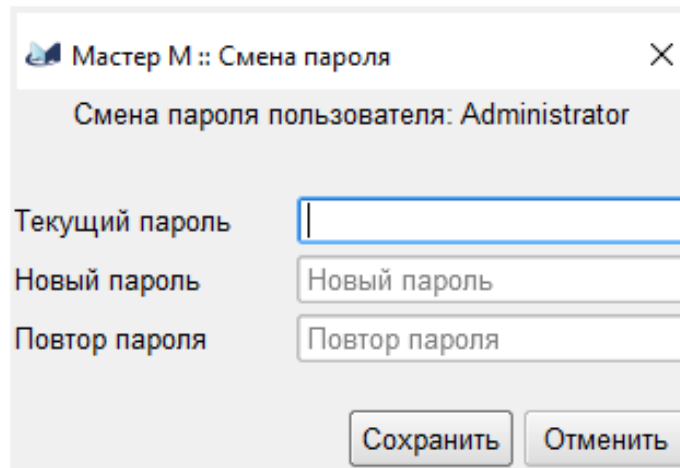 Мастер М :: Смена пароля
Смена пароля пользователя: Administrator
Текущий пароль
Новый пароль Новый пароль
Повтор пароля Повтор пароля
Сохранить Отменить